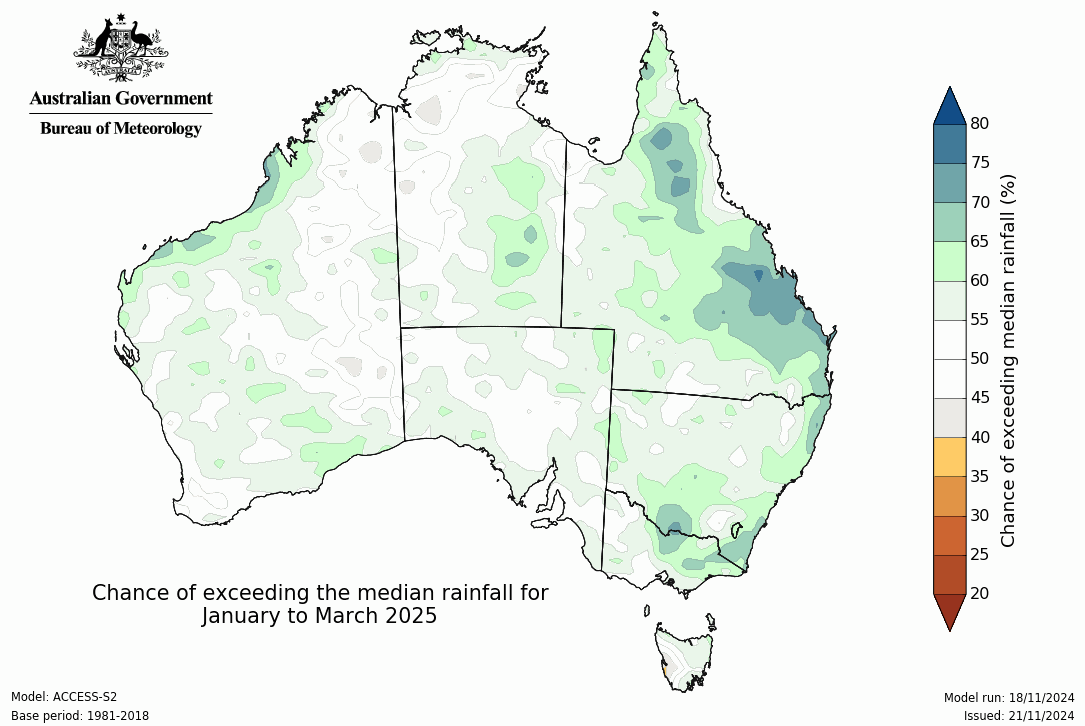 Australian Government
Bureau of Meteorology
80
75
70
65
60
55
50
45
40
35
30
25
20
Chance of exceeding median rainfall (%)
Chance of exceeding the median rainfall for
January to March 2025
Model: ACCESS-S2
Base period: 1981-2018
Model run: 18/11/2024
Issued: 21/11/2024